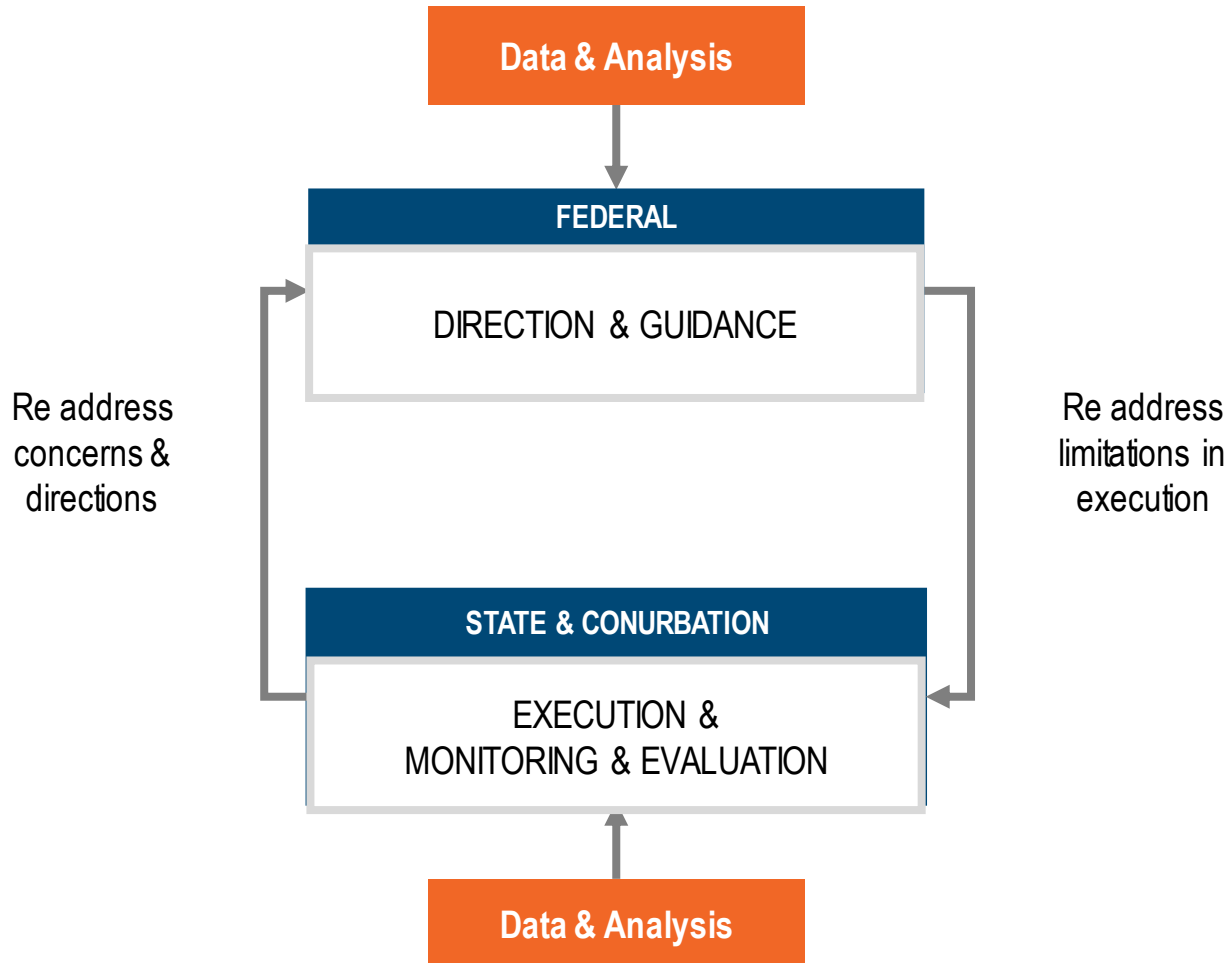 Data & Analysis
FEDERAL
DIRECTION & GUIDANCE
Re address
concerns &
directions
Re address
limitations in
execution
STATE & CONURBATION
EXECUTION &
MONITORING & EVALUATION
Data & Analysis